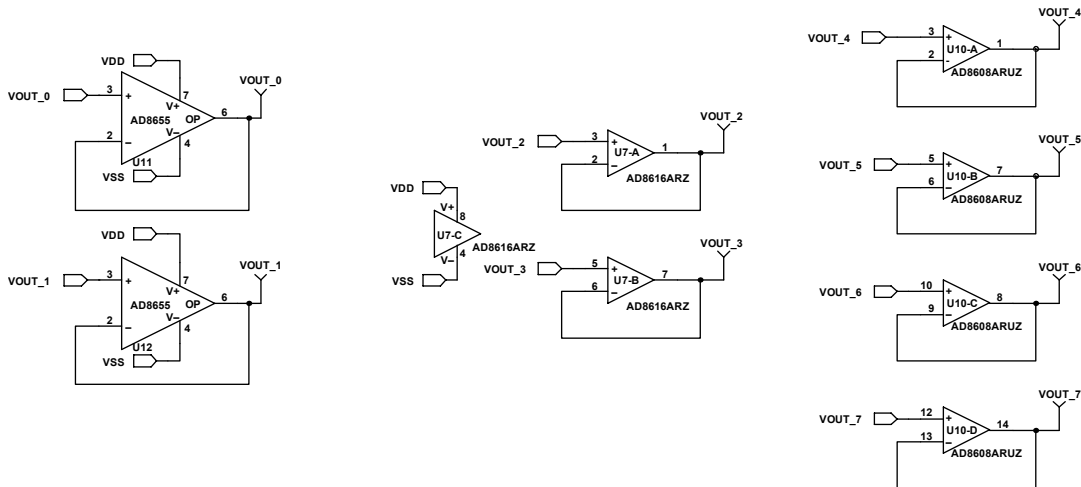 VDD
VOUT_0
3
+
7
V+
AD8655
OP
6
VOUT_0
2
−
V−
4
U11
VSS
VDD
VOUT_1
3
+
7
V+
AD8655
OP
6
VOUT_1
2
−
V−
4
U12
VSS
VDD
V+
8
U7-C
AD8616ARZ
V−
4
VSS
VOUT_2
3
+
2
−
U7-A
1
VOUT_2
AD8616ARZ
VOUT_3
5
+
6
−
U7-B
7
VOUT_3
AD8616ARZ
VOUT_4
3
+
2
-
U10-A
1
VOUT_4
AD8608ARUZ
VOUT_5
5
+
6
−
U10-B
7
VOUT_5
AD8608ARUZ
VOUT_6
10
+
9
−
U10-C
8
VOUT_6
AD8608ARUZ
VOUT_7
12
+
13
−
U10-D
14
VOUT_7
AD8608ARUZ